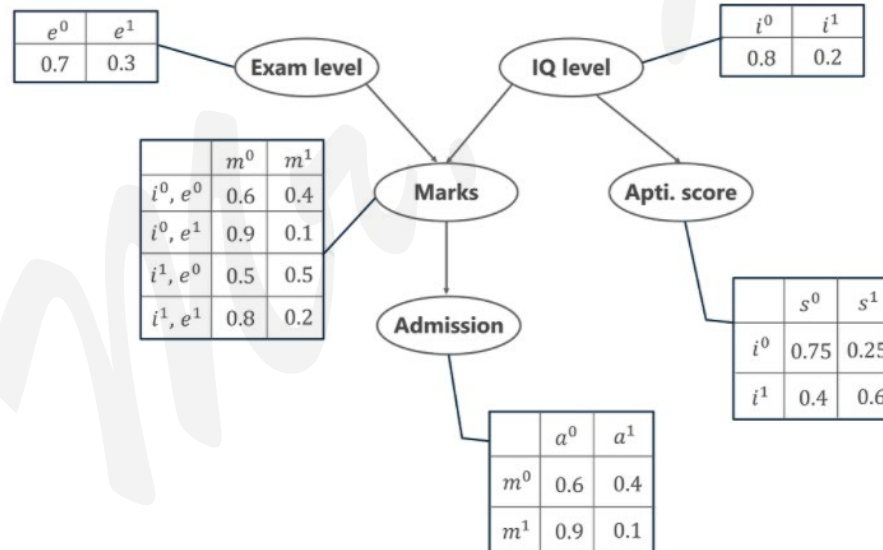 e⁰ e¹
0.7 0.3
Exam level
IQ level
i⁰ i¹
0.8 0.2
m⁰ m¹
i⁰, e⁰ 0.6 0.4
i⁰, e¹ 0.9 0.1
i¹, e⁰ 0.5 0.5
i¹, e¹ 0.8 0.2
Marks
Apti. score
Admission
s⁰ s¹
i⁰ 0.75 0.25
i¹ 0.4 0.6
a⁰ a¹
m⁰ 0.6 0.4
m¹ 0.9 0.1